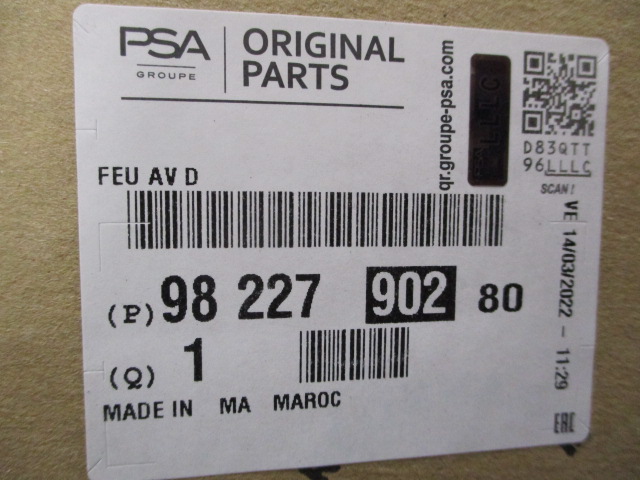 PSA
GROUPE
ORIGINAL
PARTS
qr.groupe-psa.com
LLLC
D83QTT
96LLLC
SCAN!
FEU AV D
VE 14/03/2022 - 11:29
(P) 98 227 902 80
(Q) 1
MADE IN MA MAROC
EAC